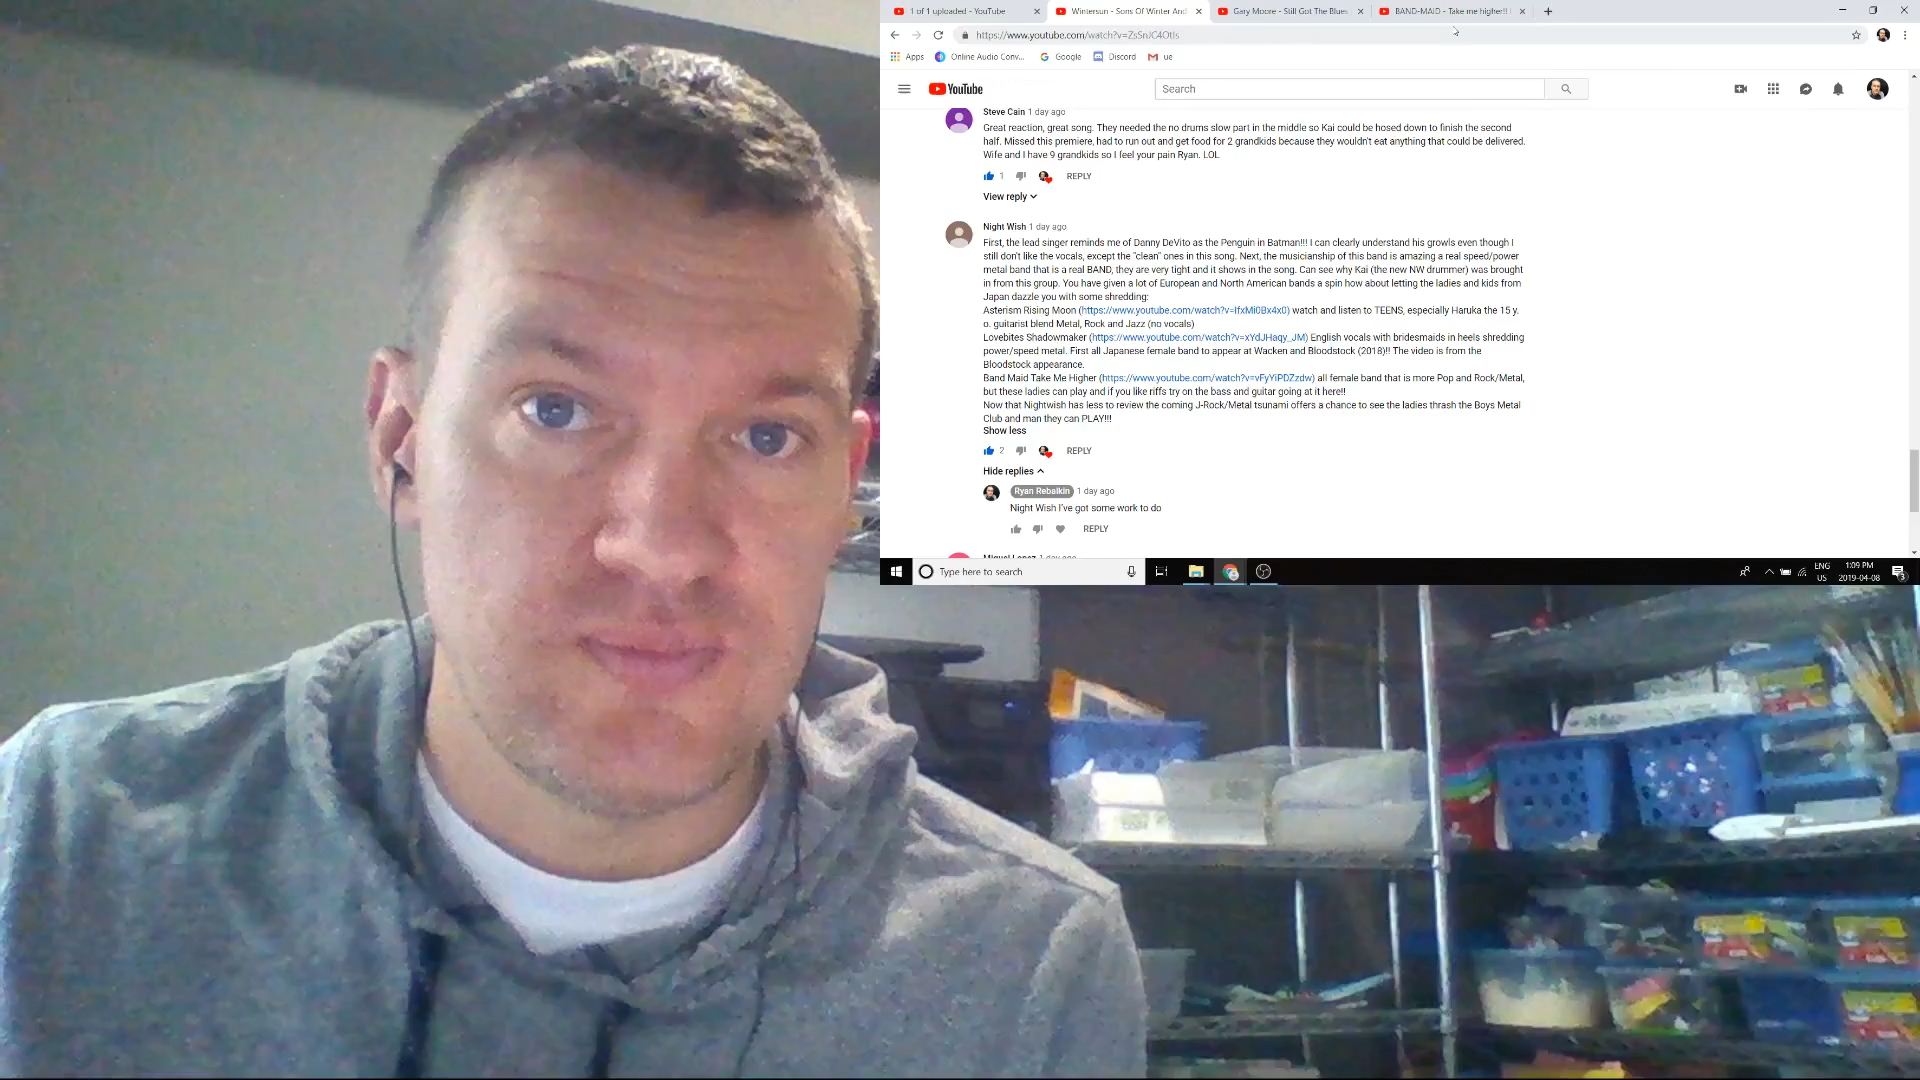 1 of 1 uploaded - YouTube
Wintersun - Sons Of Winter And
Gary Moore - Still Got The Blues
BAND-MAID - Take me higher!!
https://www.youtube.com/watch?v=ZsSnJC4OtIs
Apps
Online Audio Conv...
Google
Discord
ue
YouTube
Search
Steve Cain 1 day ago
Great reaction, great song. They needed the no drums slow part in the middle so Kai could be hosed down to finish the second
half. Missed this premiere, had to run out and get food for 2 grandkids because they wouldn't eat anything that could be delivered.
Wife and I have 9 grandkids so I feel your pain Ryan. LOL
1 REPLY
View reply
Night Wish 1 day ago
First, the lead singer reminds me of Danny DeVito as the Penguin in Batman!!! I can clearly understand his growls even though I
still don't like the vocals, except the "clean" ones in this song. Next, the musicianship of this band is amazing a real speed/power
metal band that is a real BAND, they are very tight and it shows in the song. Can see why Kai (the new NW drummer) was brought
in from this group. You have given a lot of European and North American bands a spin how about letting the ladies and kids from
Japan dazzle you with some shredding:
Asterism Rising Moon (https://www.youtube.com/watch?v=lfxMi0Bx4x0) watch and listen to TEENS, especially Haruka the 15 y.
o. guitarist blend Metal, Rock and Jazz (no vocals)
Lovebites Shadowmaker (https://www.youtube.com/watch?v=xYdJHaqy_JM) English vocals with bridesmaids in heels shredding
power/speed metal. First all Japanese female band to appear at Wacken and Bloodstock (2018)!! The video is from the
Bloodstock appearance.
Band Maid Take Me Higher (https://www.youtube.com/watch?v=vFyYiPDZzdw) all female band that is more Pop and Rock/Metal,
but these ladies can play and if you like riffs try on the bass and guitar going at it here!!
Now that Nightwish has less to review the coming J-Rock/Metal tsunami offers a chance to see the ladies thrash the Boys Metal
Club and man they can PLAY!!!
Show less
2 REPLY
Hide replies
Ryan Rebalkin 1 day ago
Night Wish I've got some work to do
REPLY
Miguel Lopez 1 day ago
Type here to search
ENG
US
1:09 PM
2019-04-08
3